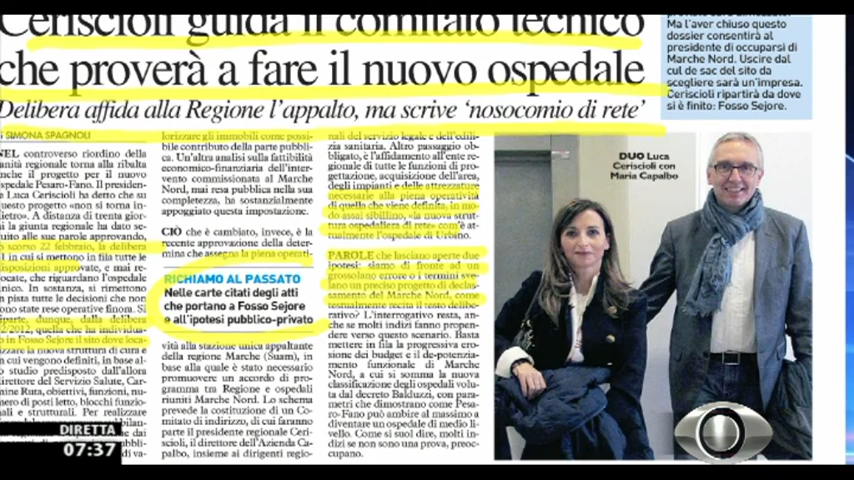 Ceriscioli guida il comitato tecnico
che proverà a fare il nuovo ospedale
Delibera affida alla Regione l'appalto, ma scrive 'nosocomio di rete'
Ma l'aver chiuso questo
dossier consentirà al
presidente di occuparsi di
Marche Nord. Uscire dal
cul de sac del sito da
scegliere sarà un'impresa.
Ceriscioli ripartirà da dove
si è finito: Fosso Sejore.
SIMONA SPAGNOLI
NEL controverso riordino della
sanità regionale torna alla ribalta
anche il progetto per il nuovo
ospedale Pesaro-Fano. Il presiden-
te Luca Ceriscioli ha detto che su
questo progetto «non si torna in-
dietro». A distanza di trenta gior-
ni la giunta regionale ha dato se-
guito alle sue parole approvando,
lo scorso 22 febbraio, la delibera
in cui si mettono in fila tutte le
disposizioni approvate, e mai re-
vocate, che riguardano l'ospedale
unico. In sostanza, si rimettono
in pista tutte le decisioni che non
sono state rese operative finora. Si
parte, dunque, dalla delibera
2/2012, quella che ha individua-
in Fosso Sejore il sito dove loca-
lizzare la nuova struttura di cura e
in cui vengono definiti, in base al-
lo studio predisposto dall'allora
direttore del Servizio Salute, Car-
mine Ruta, obiettivi, funzioni, nu-
mero di posti letto, blocchi funzio-
nali e strutturali. Per realizzare
lorizzare gli immobili come possi-
bile contributo della parte pubbli-
ca. Un'altra analisi sulla fattibilità
economico-finanziaria dell'inter-
vento commissionata al Marche
Nord, mai resa pubblica nella sua
completezza, ha sostanzialmente
appoggiato questa impostazione.
CIÒ che è cambiato, invece, è la
recente approvazione della deter-
mina che assegna la piena operati-
RICHIAMO AL PASSATO
Nelle carte citati degli atti
che portano a Fosso Sejore
e all'ipotesi pubblico-privato
vità alla stazione unica appaltante
della regione Marche (Suam), in
base alla quale è stato necessario
promuovere un accordo di pro-
gramma tra Regione e ospedali
riuniti Marche Nord. Lo schema
prevede la costituzione di un Co-
mitato di indirizzo, di cui faranno
parte il presidente regionale Ceri-
scioli, il direttore dell'Azienda Ca-
palbo, insieme ai dirigenti regio-
nali del servizio legale e dell'edili-
zia sanitaria. Altro passaggio ob-
bligato, è l'affidamento all'ente re-
gionale di tutte le funzioni di pro-
gettazione, acquisizione dell'area,
degli impianti e delle attrezzature
necessarie alla piena operatività
di quella che viene definita, in mo-
do assai sibillino, «la nuova strut-
tura ospedaliera di rete» com'è at-
tualmente l'ospedale di Urbino.
PAROLE che lasciano aperte due
ipotesi: siamo di fronte ad un
grossolano errore o i termini sve-
lano un preciso progetto di declas-
samento del Marche Nord, come
testualmente recita il testo delibe-
rativo? L'interrogativo resta, an-
che se molti indizi fanno propen-
dere verso questo scenario. Basta
mettere in fila la progressiva ero-
sione dei budget e il de-potenzia-
mento funzionale di Marche
Nord, a cui si somma la nuova
classificazione degli ospedali volu-
ta dal decreto Balduzzi, con para-
metri che dimostrano come Pesa-
ro-Fano può ambire al massimo a
diventare un ospedale di medio li-
vello. Come si suol dire, molti in-
dizi se non sono una prova, preoc-
cupano.
DUO Luca
Ceriscioli con
Maria Capalbo
DIRETTA
07:37